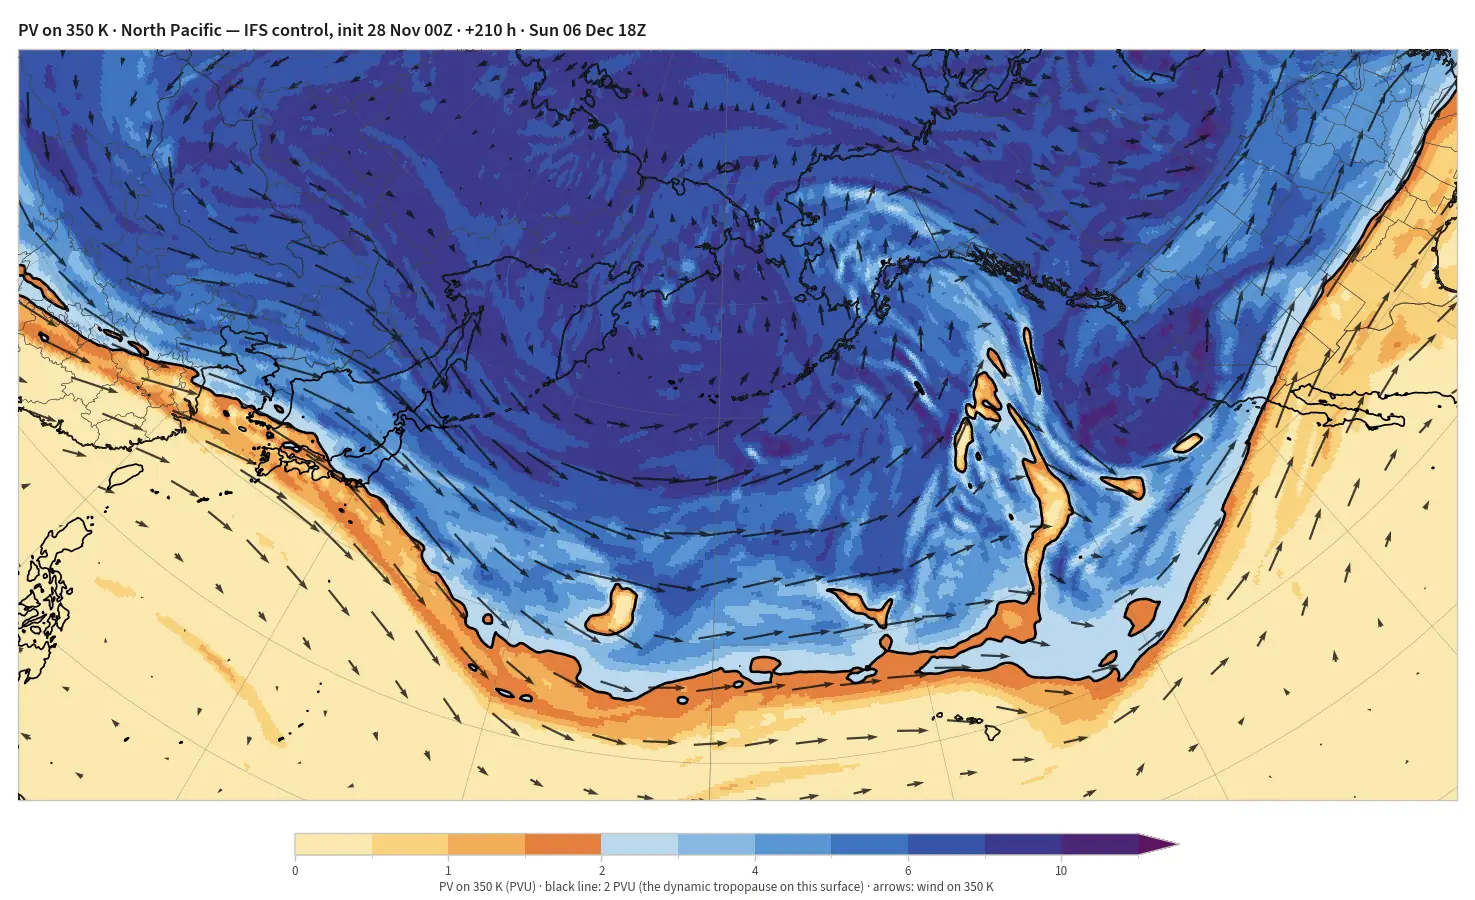 PV on 350 K · North Pacific — IFS control, init 28 Nov 00Z · +210 h · Sun 06 Dec 18Z
0 1 2 4 6 10
PV on 350 K (PVU) · black line: 2 PVU (the dynamic tropopause on this surface) · arrows: wind on 350 K